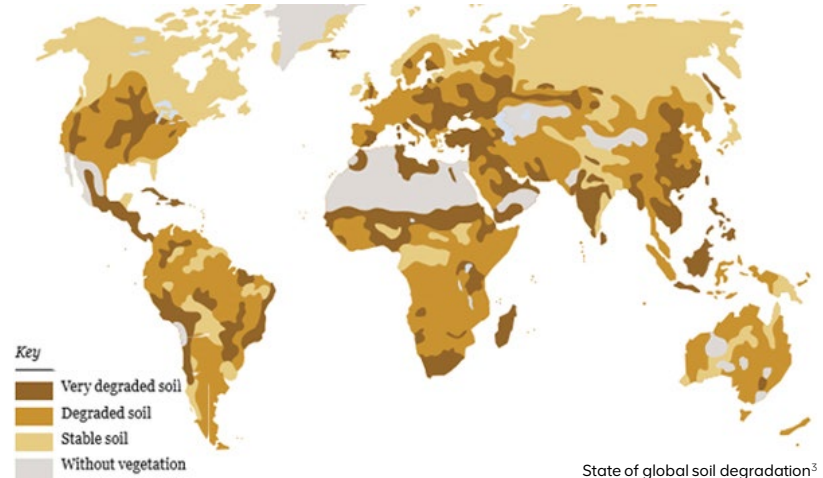 Key
Very degraded soil
Degraded soil
Stable soil
Without vegetation
State of global soil degradation³